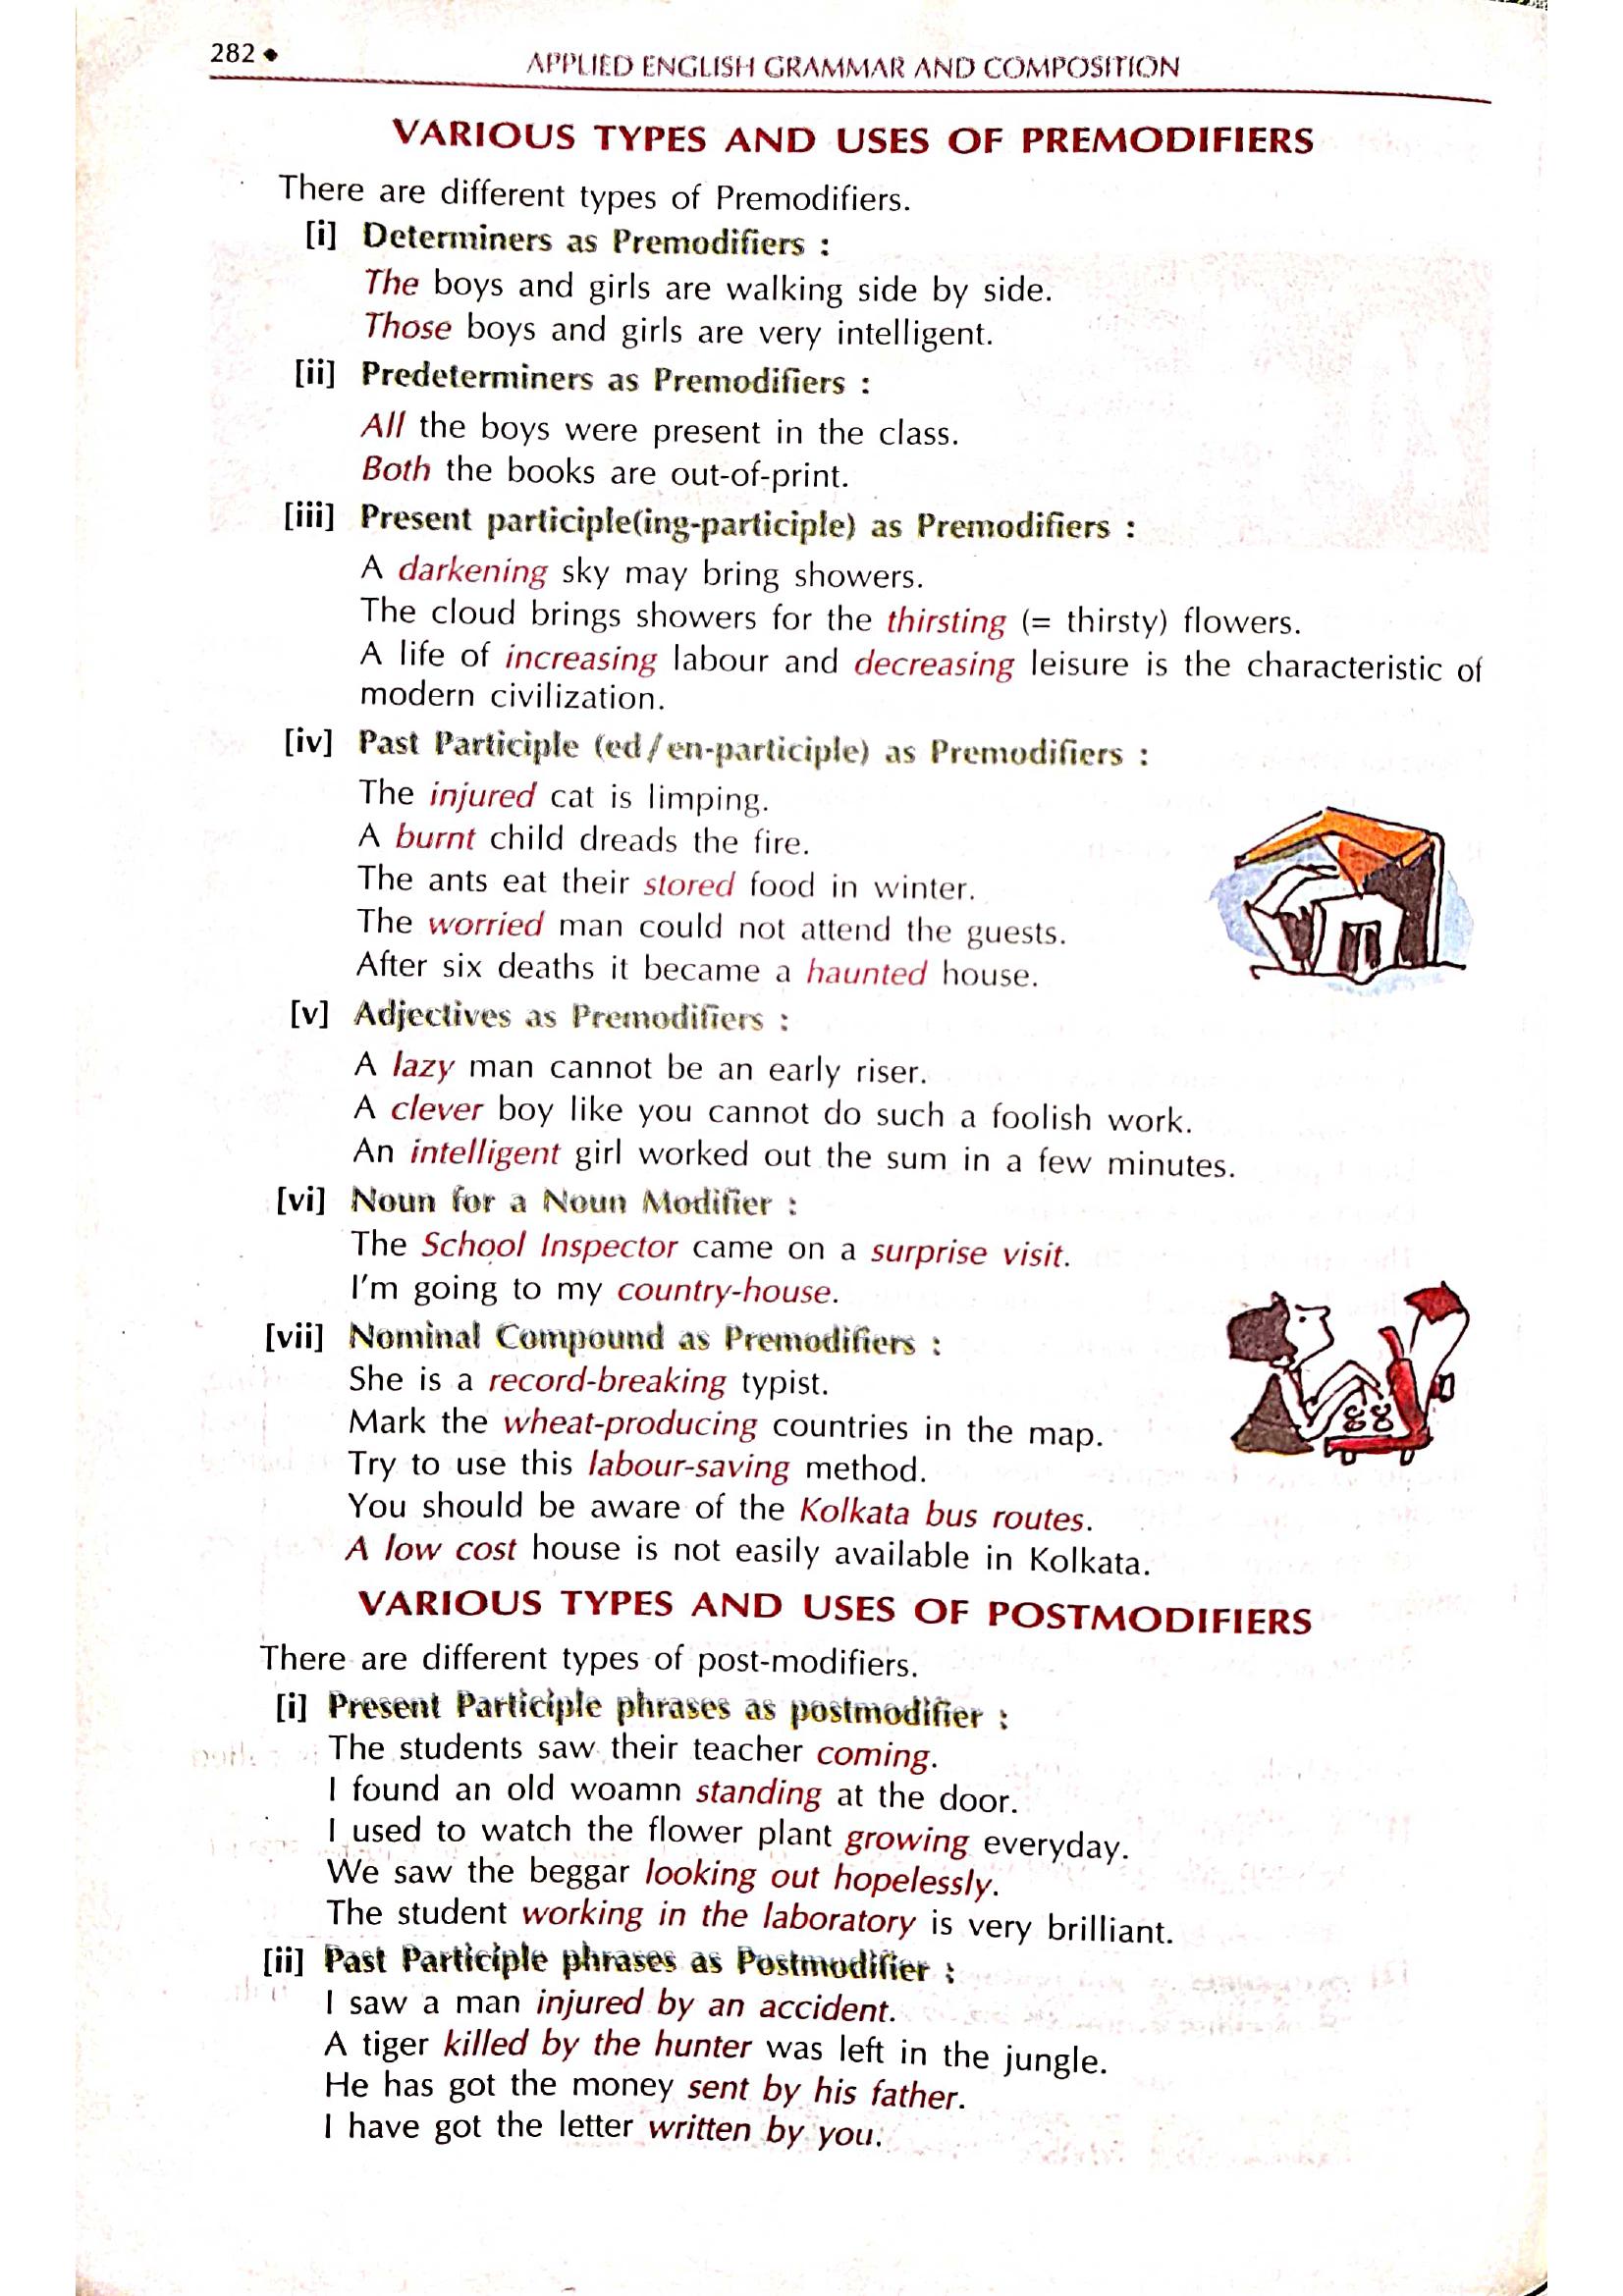 282 ◆
APPLIED ENGLISH GRAMMAR AND COMPOSITION
VARIOUS TYPES AND USES OF PREMODIFIERS
There are different types of Premodifiers.
[i] Determiners as Premodifiers :
The boys and girls are walking side by side.
Those boys and girls are very intelligent.
[ii] Predeterminers as Premodifiers :
All the boys were present in the class.
Both the books are out-of-print.
[iii] Present participle(ing-participle) as Premodifiers :
A darkening sky may bring showers.
The cloud brings showers for the thirsting (= thirsty) flowers.
A life of increasing labour and decreasing leisure is the characteristic of
modern civilization.
[iv] Past Participle (ed/en-participle) as Premodifiers :
The injured cat is limping.
A burnt child dreads the fire.
The ants eat their stored food in winter.
The worried man could not attend the guests.
After six deaths it became a haunted house.
[v] Adjectives as Premodifiers :
A lazy man cannot be an early riser.
A clever boy like you cannot do such a foolish work.
An intelligent girl worked out the sum in a few minutes.
[vi] Noun for a Noun Modifier :
The School Inspector came on a surprise visit.
I'm going to my country-house.
[vii] Nominal Compound as Premodifiers :
She is a record-breaking typist.
Mark the wheat-producing countries in the map.
Try to use this labour-saving method.
You should be aware of the Kolkata bus routes.
A low cost house is not easily available in Kolkata.
VARIOUS TYPES AND USES OF POSTMODIFIERS
There are different types of post-modifiers.
[i] Present Participle phrases as postmodifier :
The students saw their teacher coming.
I found an old woamn standing at the door.
I used to watch the flower plant growing everyday.
We saw the beggar looking out hopelessly.
The student working in the laboratory is very brilliant.
[ii] Past Participle phrases as Postmodifier :
I saw a man injured by an accident.
A tiger killed by the hunter was left in the jungle.
He has got the money sent by his father.
I have got the letter written by you.